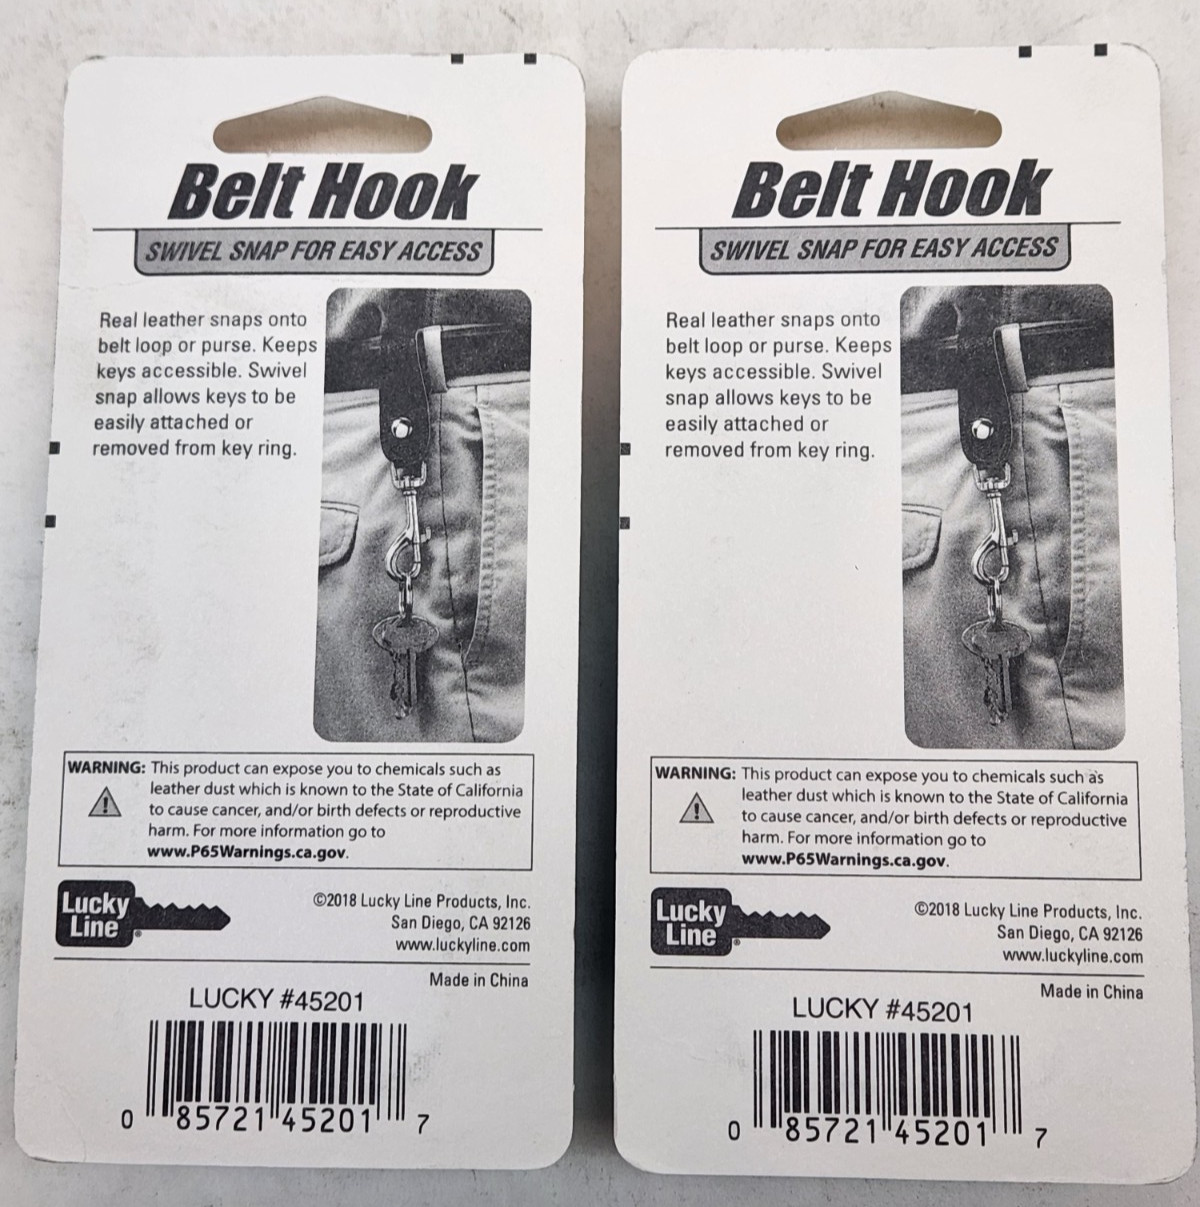 Belt Hook
SWIVEL SNAP FOR EASY ACCESS
Real leather snaps onto
belt loop or purse. Keeps
keys accessible. Swivel
snap allows keys to be
easily attached or
removed from key ring.
WARNING: This product can expose you to chemicals such as
leather dust which is known to the State of California
to cause cancer, and/or birth defects or reproductive
harm. For more information go to
www.P65Warnings.ca.gov.
Lucky
Line®
©2018 Lucky Line Products, Inc.
San Diego, CA 92126
www.luckyline.com
Made in China
LUCKY #45201
0 85721 45201 7
Belt Hook
SWIVEL SNAP FOR EASY ACCESS
Real leather snaps onto
belt loop or purse. Keeps
keys accessible. Swivel
snap allows keys to be
easily attached or
removed from key ring.
WARNING: This product can expose you to chemicals such as
leather dust which is known to the State of California
to cause cancer, and/or birth defects or reproductive
harm. For more information go to
www.P65Warnings.ca.gov.
Lucky
Line®
©2018 Lucky Line Products, Inc.
San Diego, CA 92126
www.luckyline.com
Made in China
LUCKY #45201
0 85721 45201 7